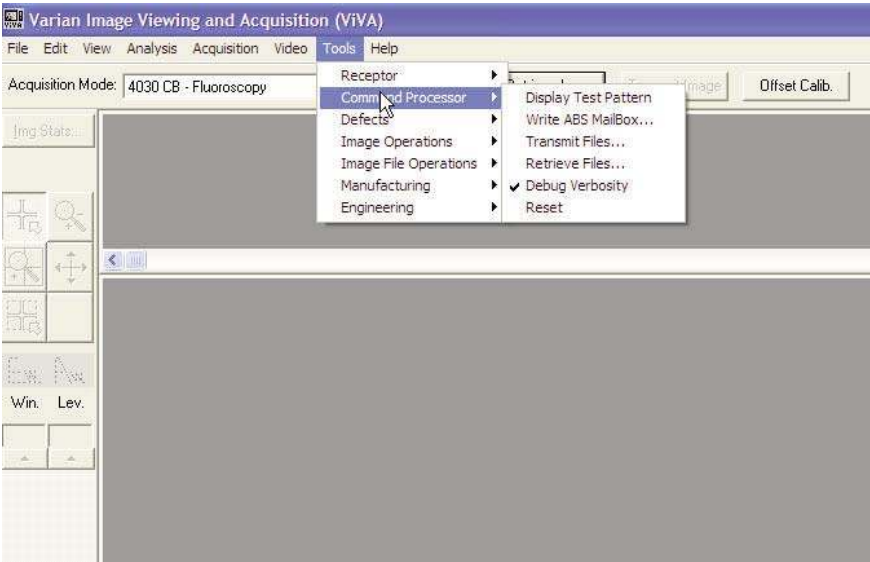 Varian Image Viewing and Acquisition (ViVA)
File Edit View Analysis Acquisition Video Tools Help
Acquisition Mode: 4030 CB - Fluoroscopy Image Offset Calib.
Img Stats...
Receptor
Command Processor
Defects
Image Operations
Image File Operations
Manufacturing
Engineering
Display Test Pattern
Write ABS MailBox...
Transmit Files...
Retrieve Files...
Debug Verbosity
Reset
Win. Lev.